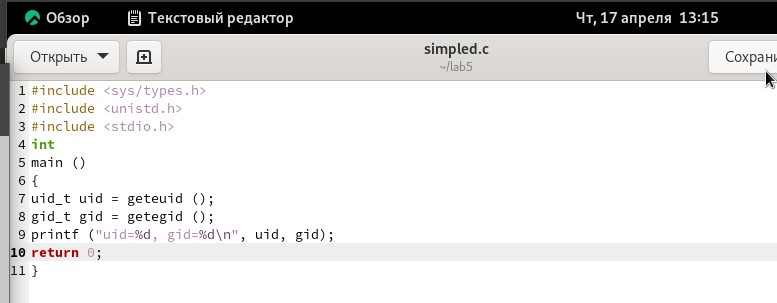 Обзор Текстовый редактор Чт, 17 апреля 13:15
Открыть simpled.c Сохрани
~/lab5
1 #include <sys/types.h>
2 #include <unistd.h>
3 #include <stdio.h>
4 int
5 main ()
6 {
7 uid_t uid = geteuid ();
8 gid_t gid = getegid ();
9 printf ("uid=%d, gid=%d\n", uid, gid);
10 return 0;
11 }